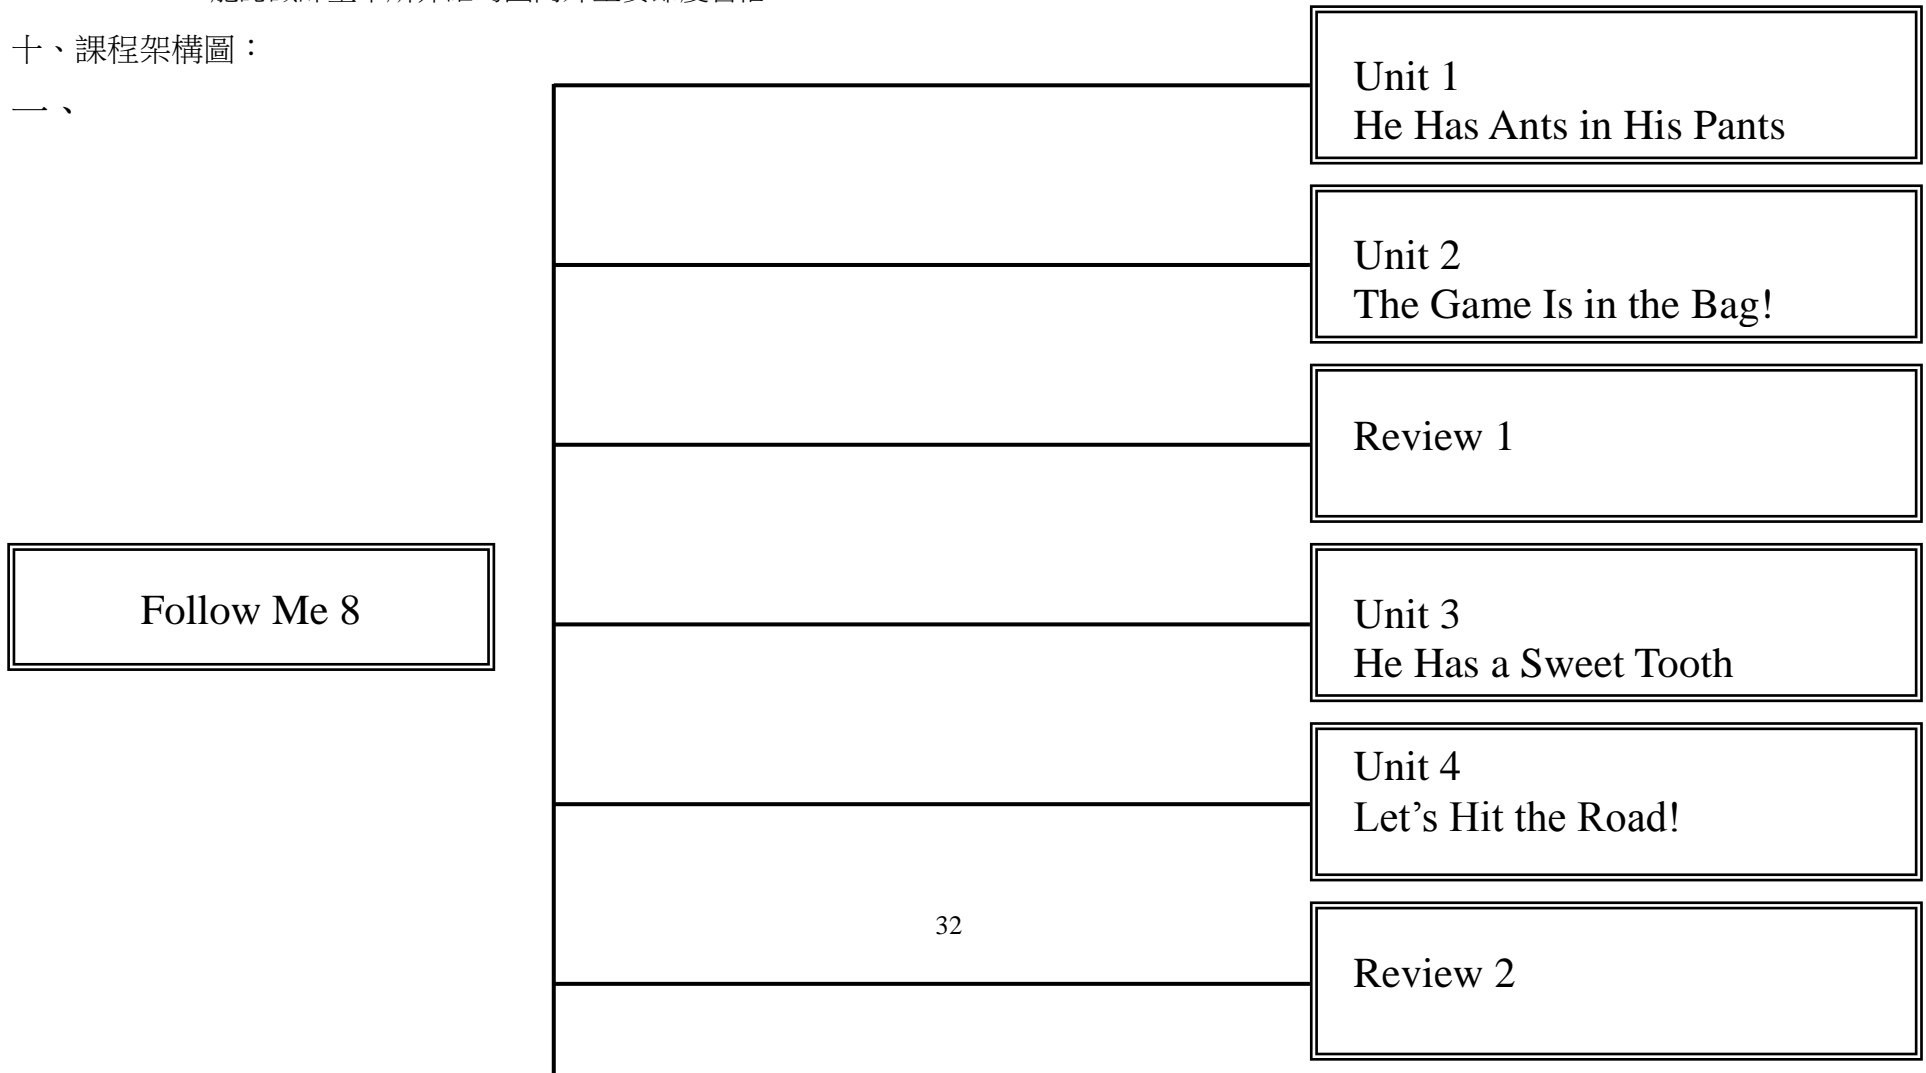 十、課程架構圖：
一、
Unit 1
He Has Ants in His Pants
Unit 2
The Game Is in the Bag!
Review 1
Follow Me 8
Unit 3
He Has a Sweet Tooth
Unit 4
Let’s Hit the Road!
32
Review 2